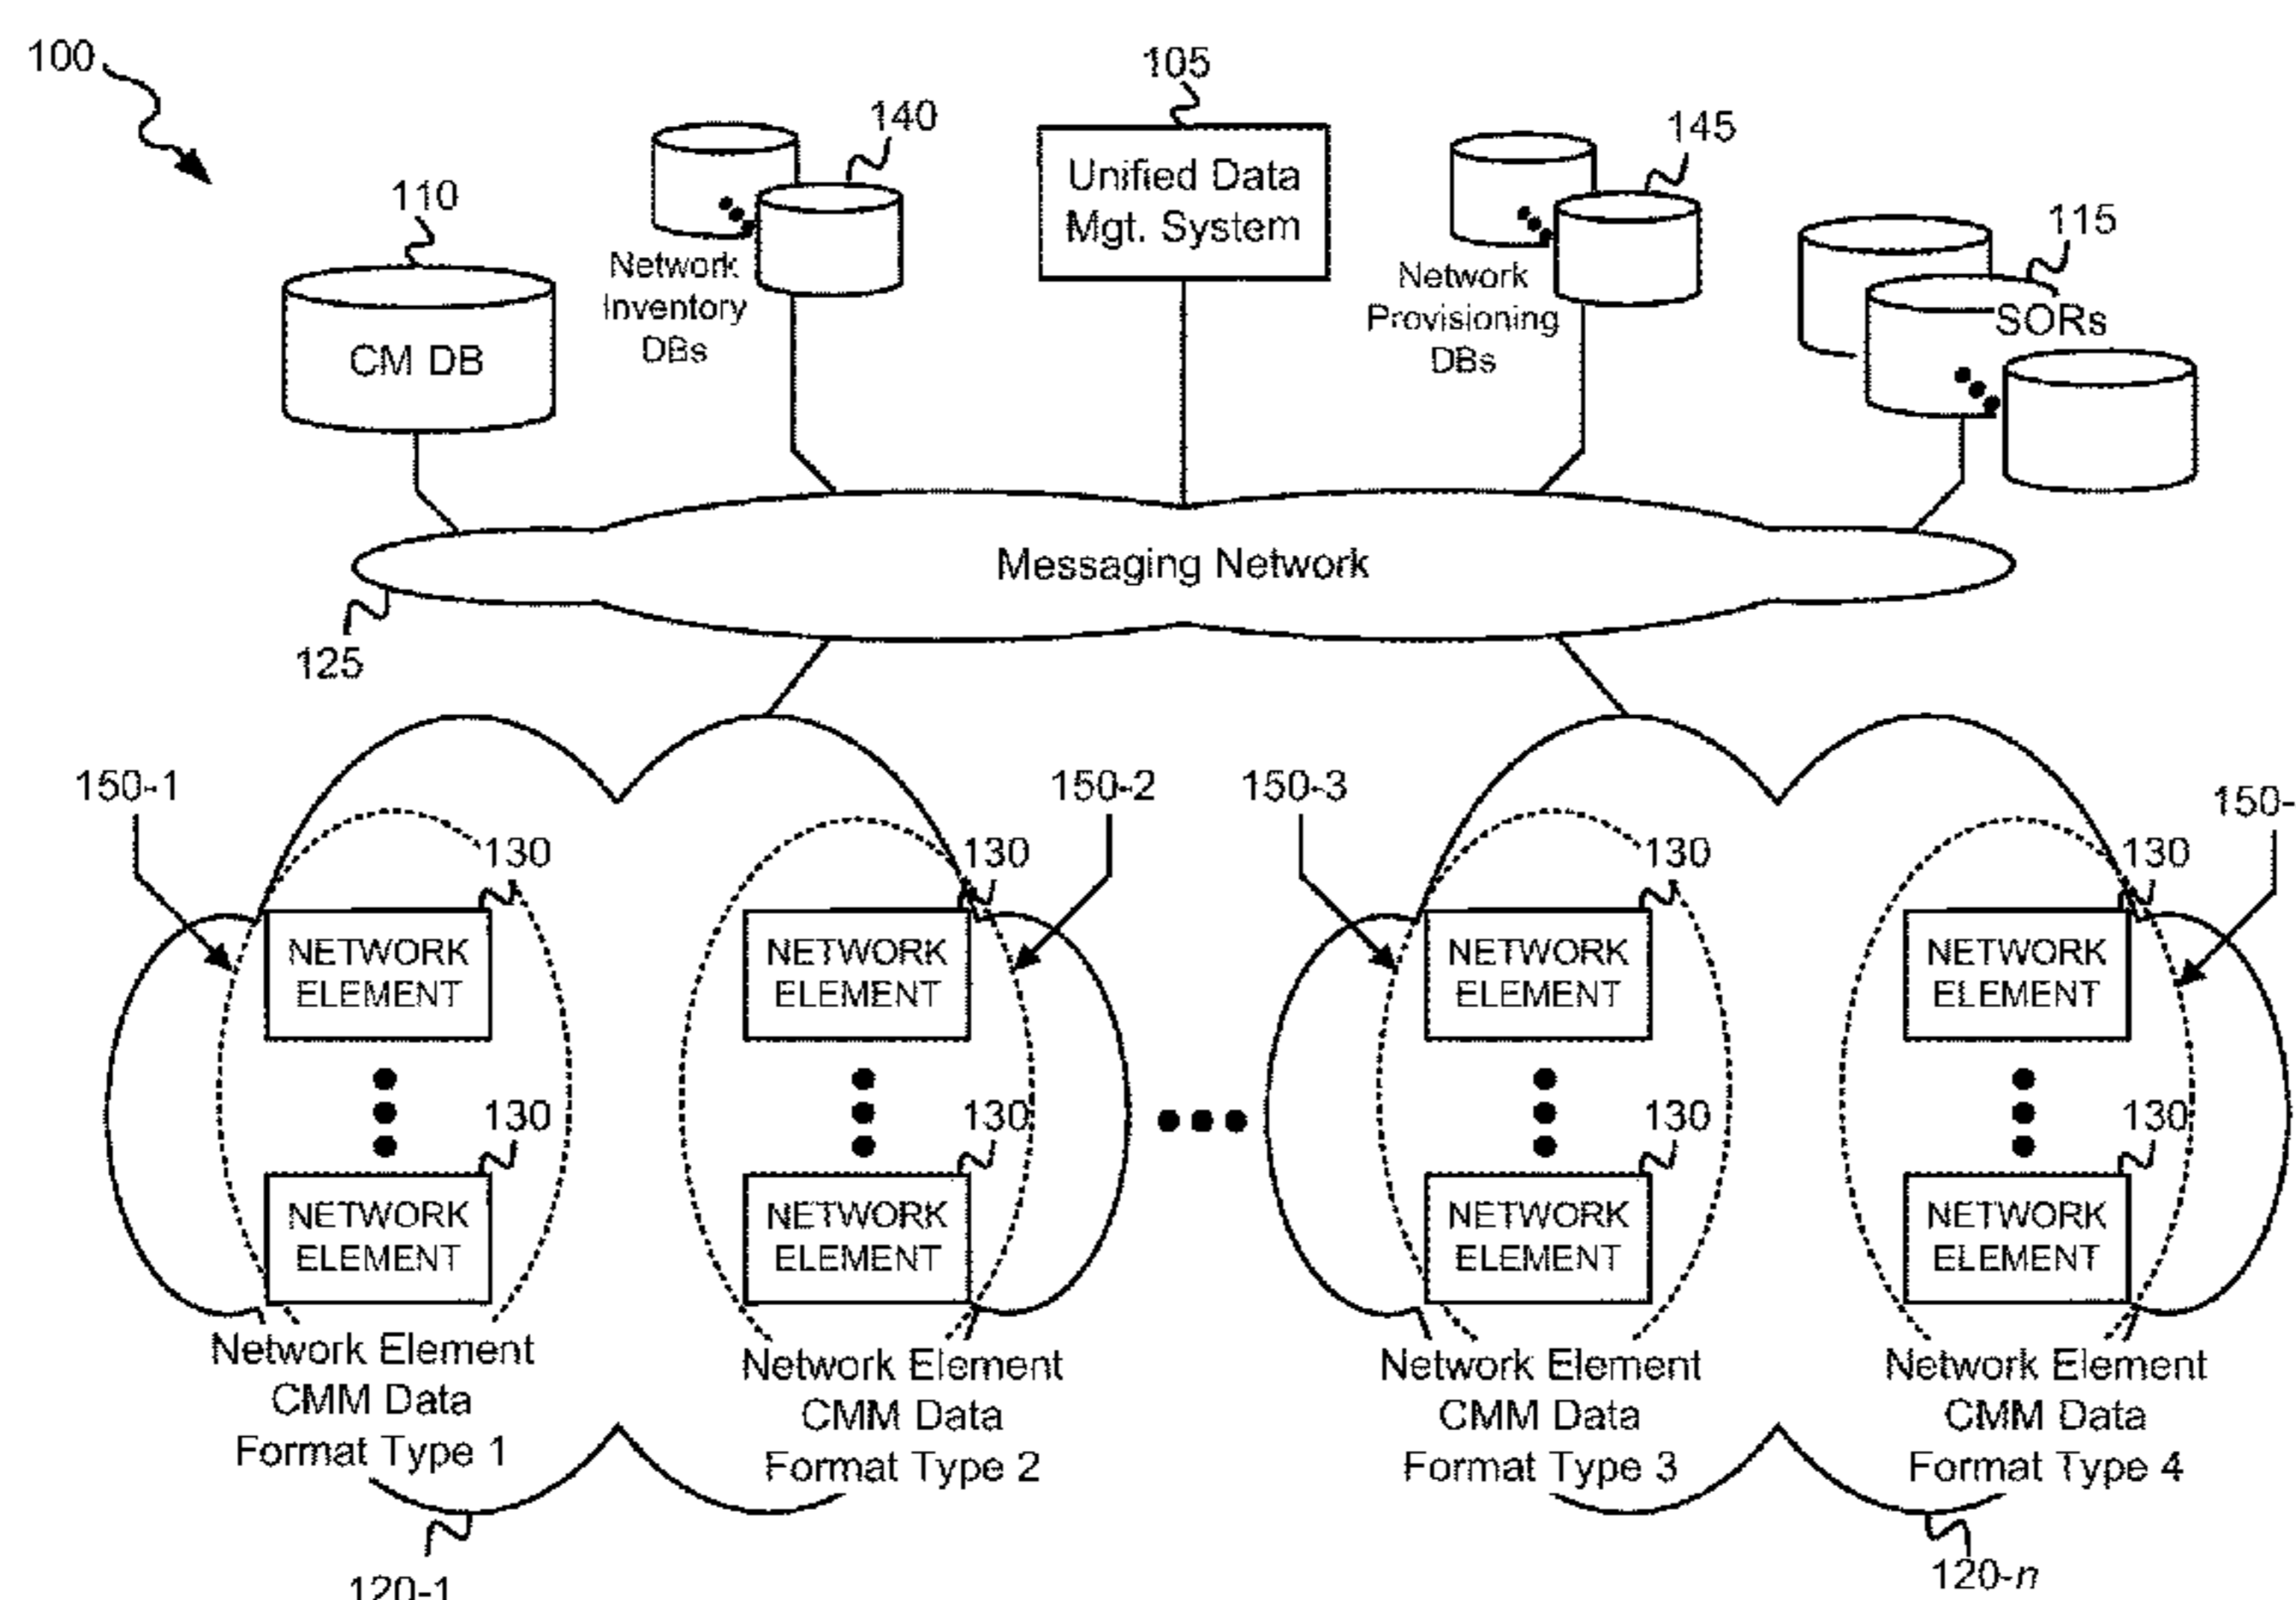 100
105
140
145
110
115
Unified Data
Mgt. System
Network
Inventory
DBs
Network
Provisioning
DBs
SORs
CM DB
Messaging Network
125
150-1
150-2
150-3
150-
130
130
130
130
NETWORK
ELEMENT
NETWORK
ELEMENT
NETWORK
ELEMENT
NETWORK
ELEMENT
130
130
130
130
NETWORK
ELEMENT
NETWORK
ELEMENT
NETWORK
ELEMENT
NETWORK
ELEMENT
Network Element
CMM Data
Format Type 1
Network Element
CMM Data
Format Type 2
Network Element
CMM Data
Format Type 3
Network Element
CMM Data
Format Type 4
120-1
120-n